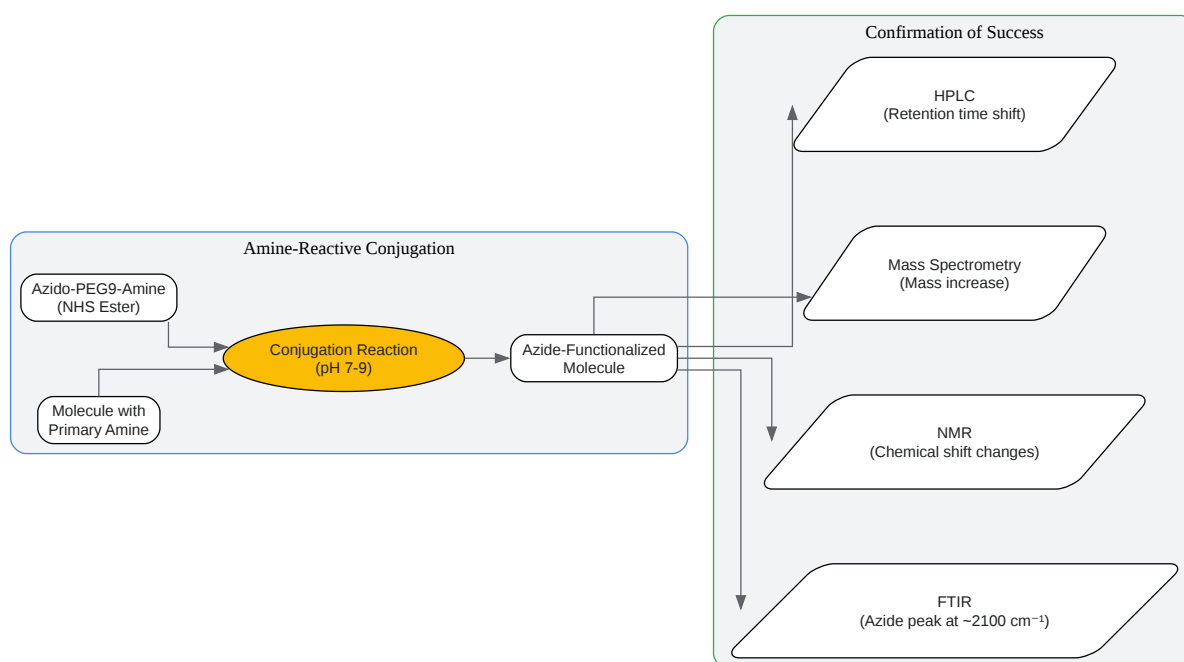 Amine-Reactive Conjugation
Azido-PEG9-Amine
(NHS Ester)
Molecule with
Primary Amine
Conjugation Reaction
(pH 7-9)
Azide-Functionalized
Molecule
Confirmation of Success
HPLC
(Retention time shift)
Mass Spectrometry
(Mass increase)
NMR
(Chemical shift changes)
FTIR
(Azide peak at ~2100 cm⁻¹)